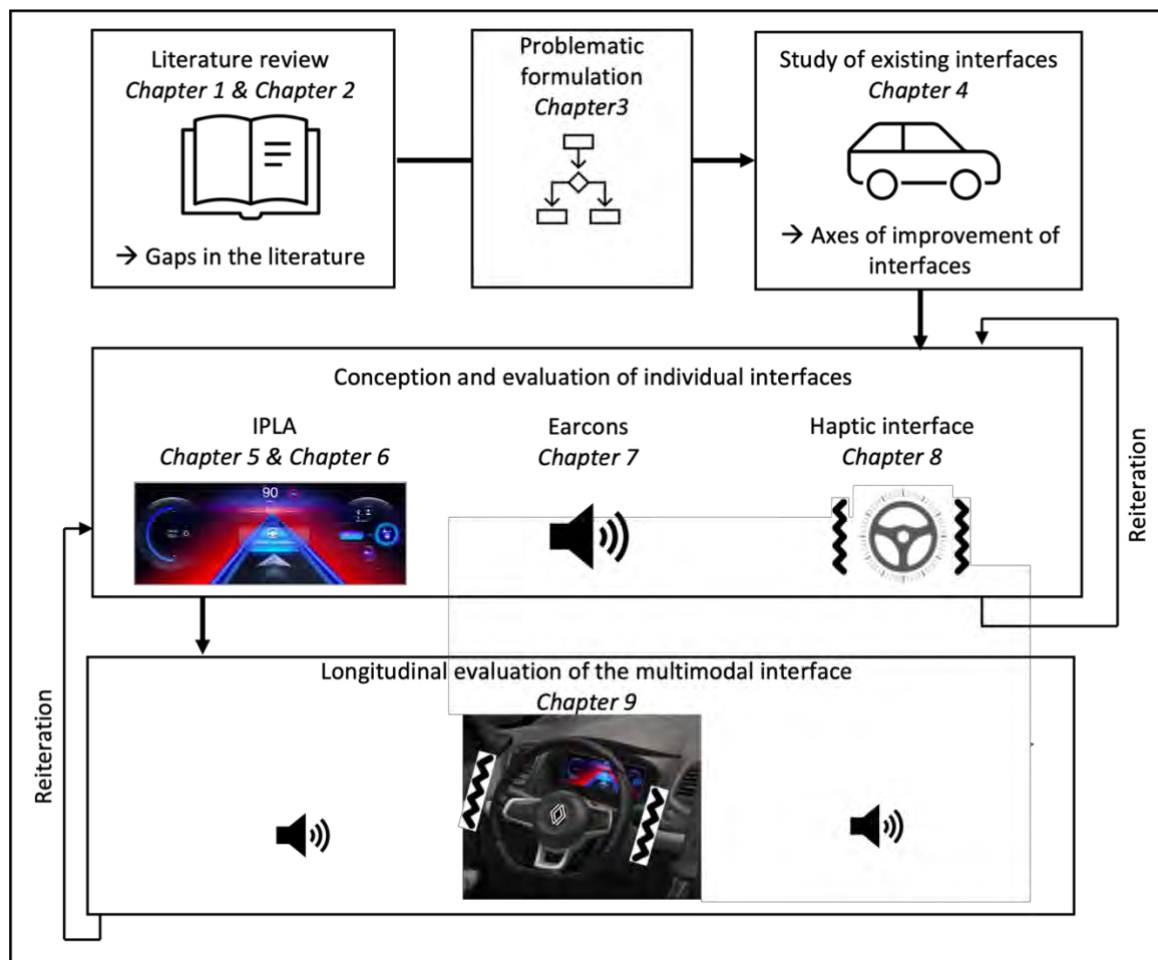 Literature review
Chapter 1 & Chapter 2
→ Gaps in the literature
Problematic
formulation
Chapter3
Study of existing interfaces
Chapter 4
→ Axes of improvement of
interfaces
Conception and evaluation of individual interfaces
IPLA
Chapter 5 & Chapter 6
90
Earcons
Chapter 7
Haptic interface
Chapter 8
Reiteration
Longitudinal evaluation of the multimodal interface
Chapter 9
Reiteration